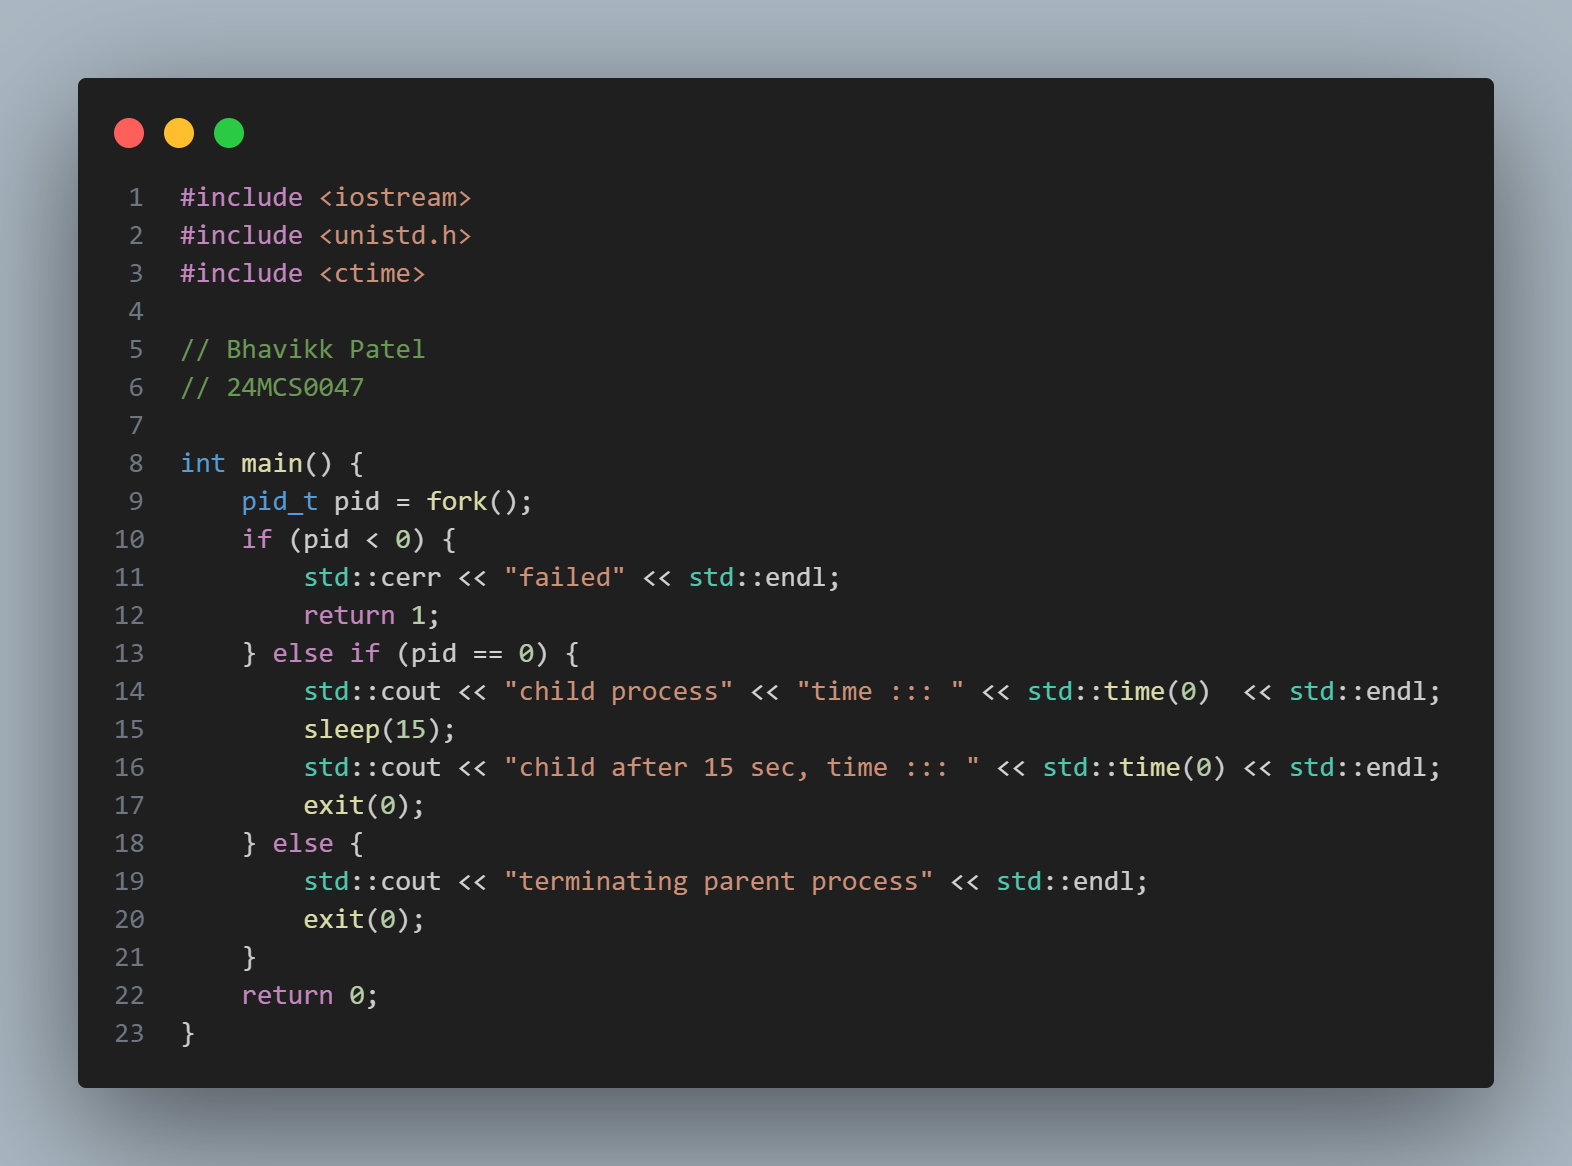 1 #include <iostream>
2 #include <unistd.h>
3 #include <ctime>
4
5 // Bhavikk Patel
6 // 24MCS0047
7
8 int main() {
9     pid_t pid = fork();
10     if (pid < 0) {
11         std::cerr << "failed" << std::endl;
12         return 1;
13     } else if (pid == 0) {
14         std::cout << "child process" << "time ::: " << std::time(0)  << std::endl;
15         sleep(15);
16         std::cout << "child after 15 sec, time ::: " << std::time(0) << std::endl;
17         exit(0);
18     } else {
19         std::cout << "terminating parent process" << std::endl;
20         exit(0);
21     }
22     return 0;
23 }